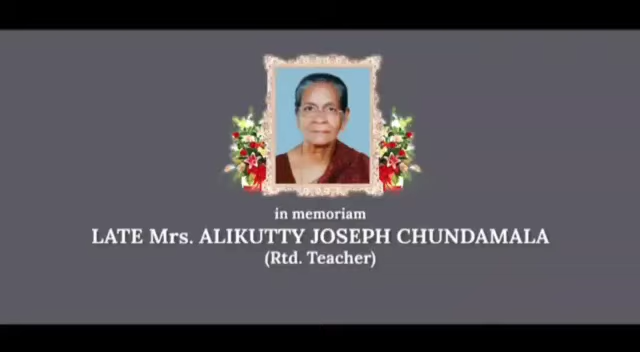 in memoriam
LATE Mrs. ALIKUTTY JOSEPH CHUNDAMALA
(Rtd. Teacher)